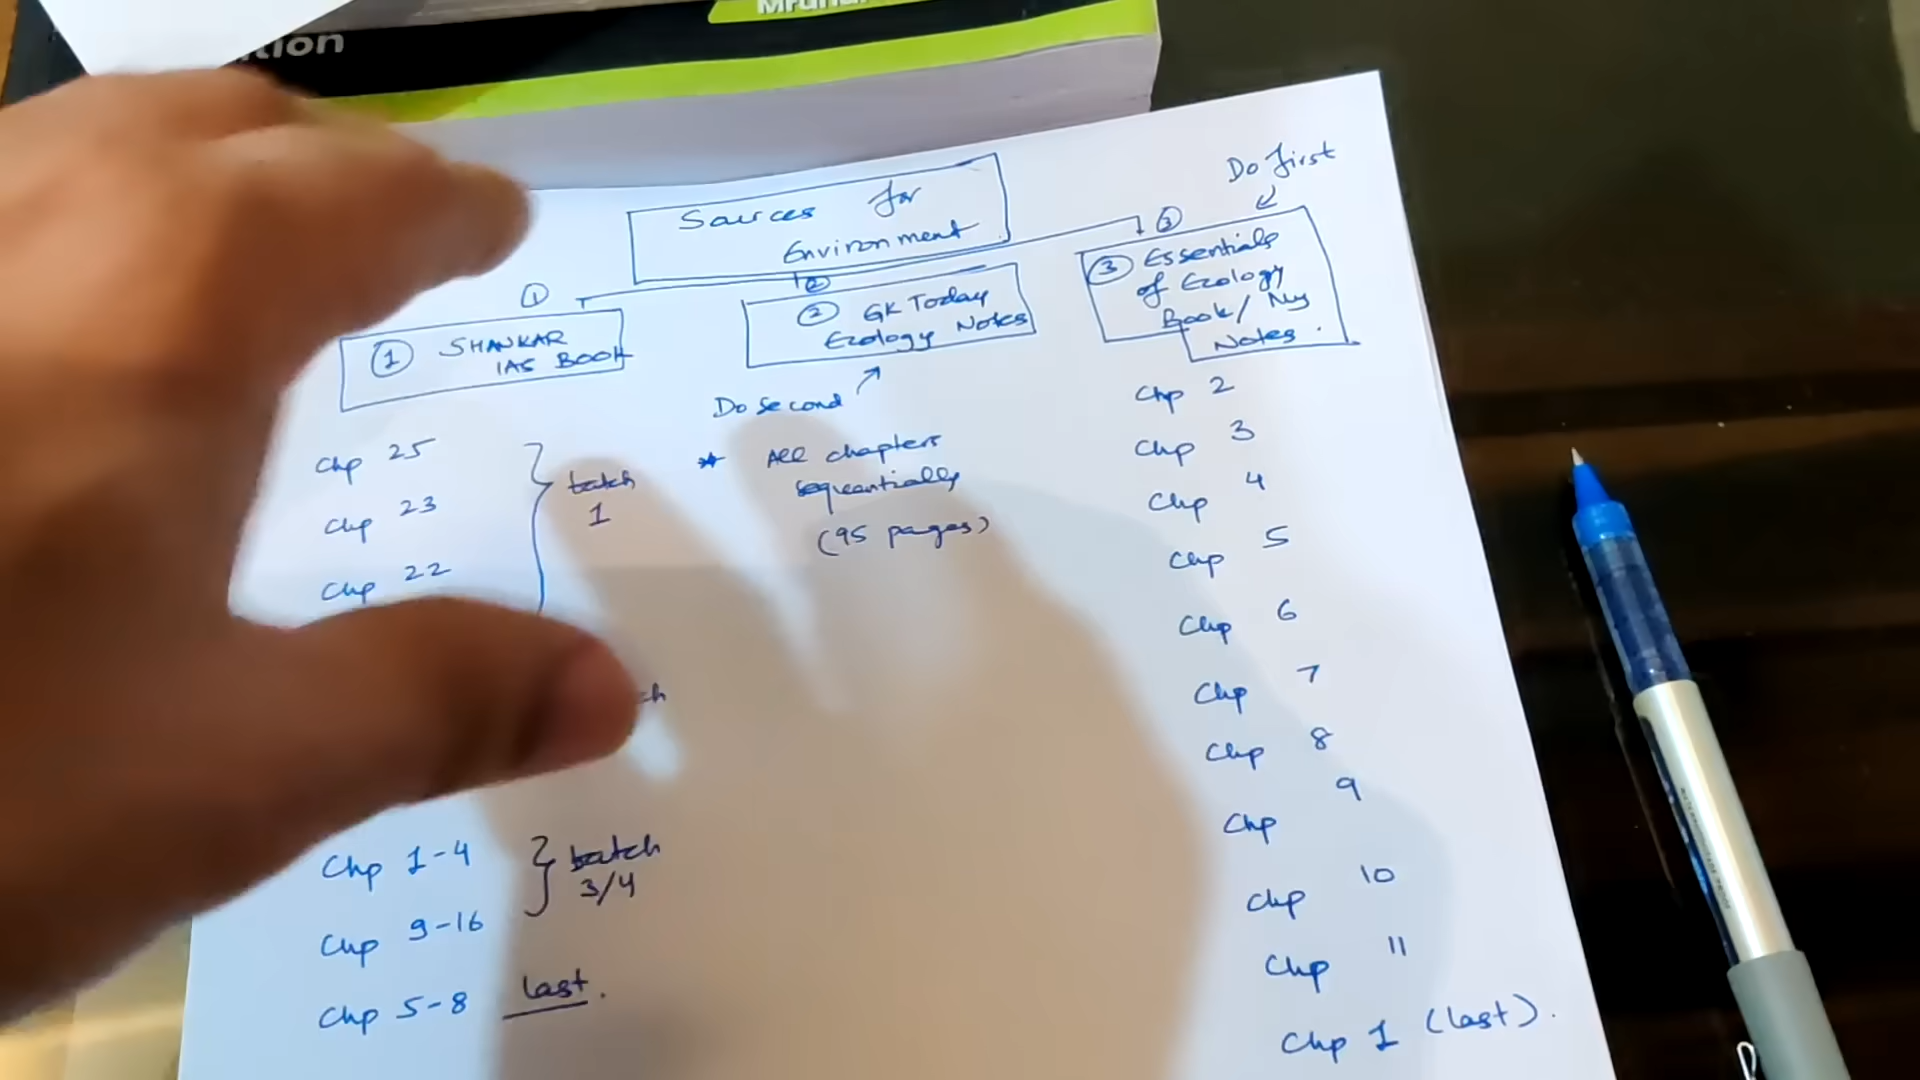 Sources for
Environment
Do first
①
① SHANKAR
IAS BOOK
②
② GK Today
Ecology Notes
Do second
③
③ Essentials
of Ecology
Book/ My
Notes.
Chp 25
Chp 23
Chp 22
batch
1
Chp 1-4
Chp 9-16
batch
3/4
Chp 5-8 last.
* All chapters
sequentially
(95 pages)
Chp 2
Chp 3
Chp 4
Chp 5
Chp 6
Chp 7
Chp 8
Chp 9
Chp 10
Chp 11
Chp 1 (last).